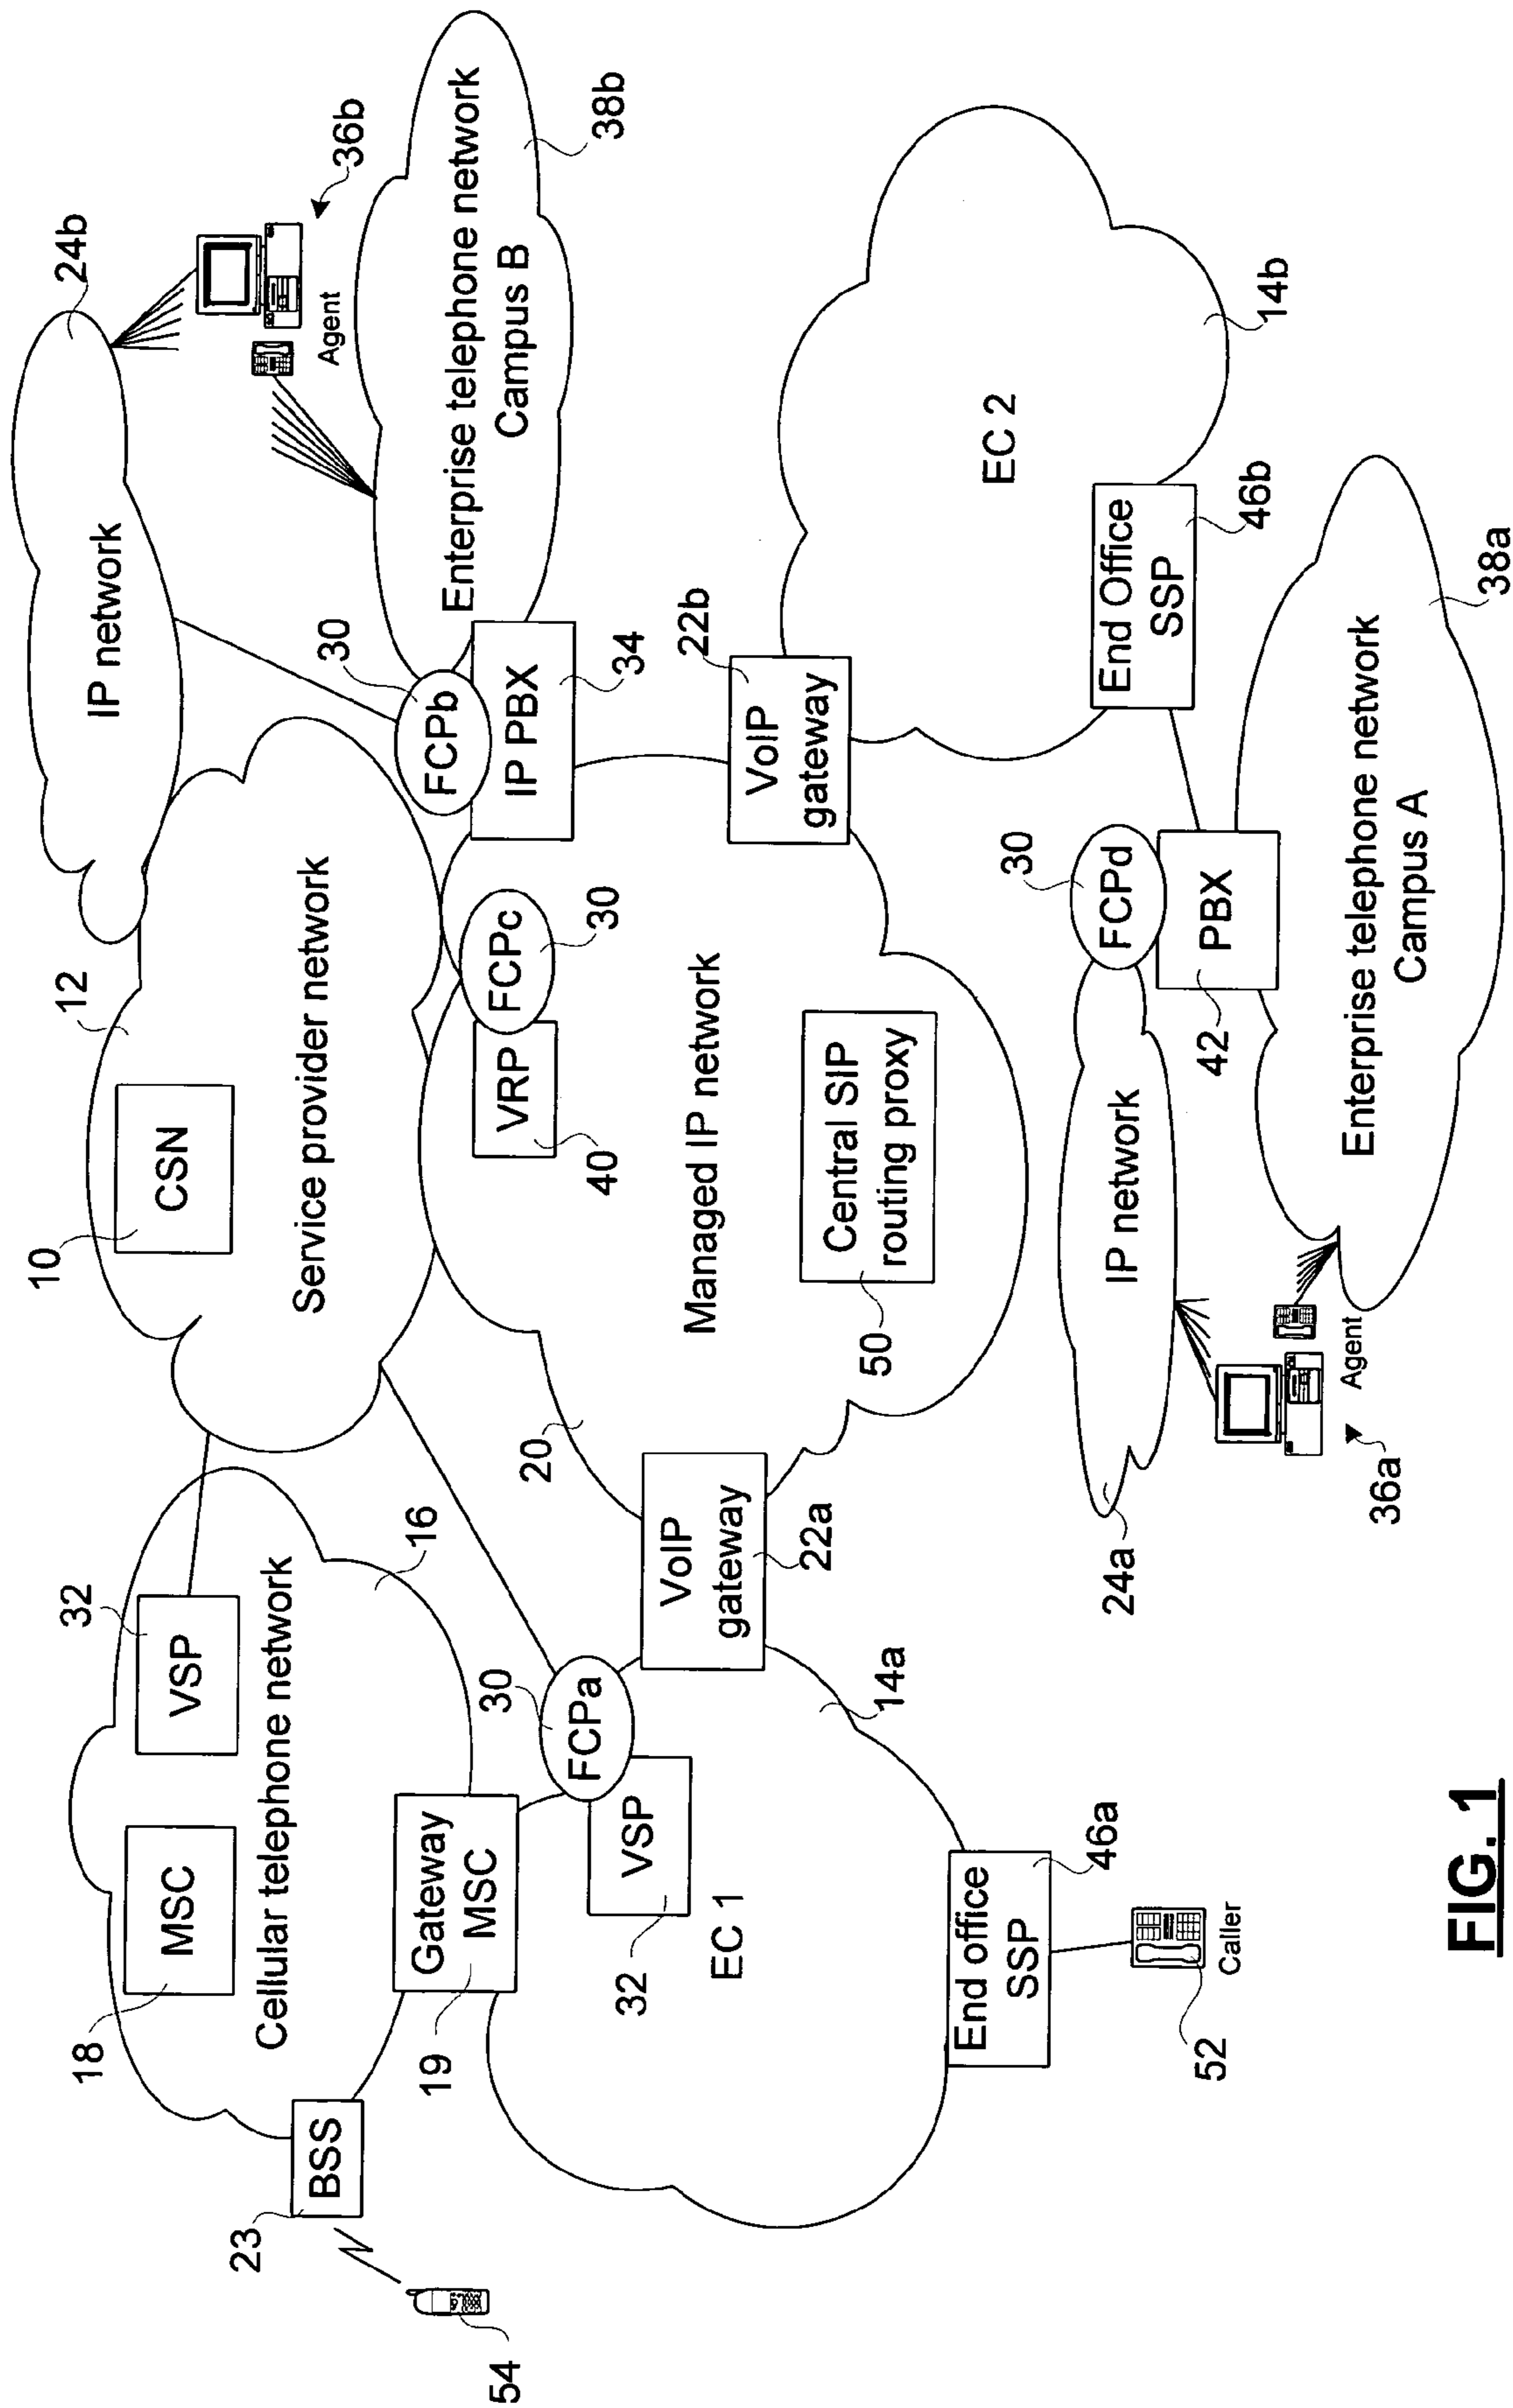 24b
IP network
36b
Agent
12
CSN
10
Service provider network
30
FCPb
IP PBX
34
Enterprise telephone network
Campus B
38b
32
VSP
MSC
18
Cellular telephone network
16
BSS
23
54
Gateway
MSC
19
30
FCPa
VSP
32
EC 1
14a
VoIP
gateway
22a
20
FCPc
30
VRP
40
Managed IP network
Central SIP
routing proxy
50
VoIP
gateway
22b
EC 2
14b
End Office
SSP
46b
End office
SSP
46a
52
Caller
24a
IP network
30
FCPd
PBX
42
Agent
36a
Enterprise telephone network
Campus A
38a
FIG. 1